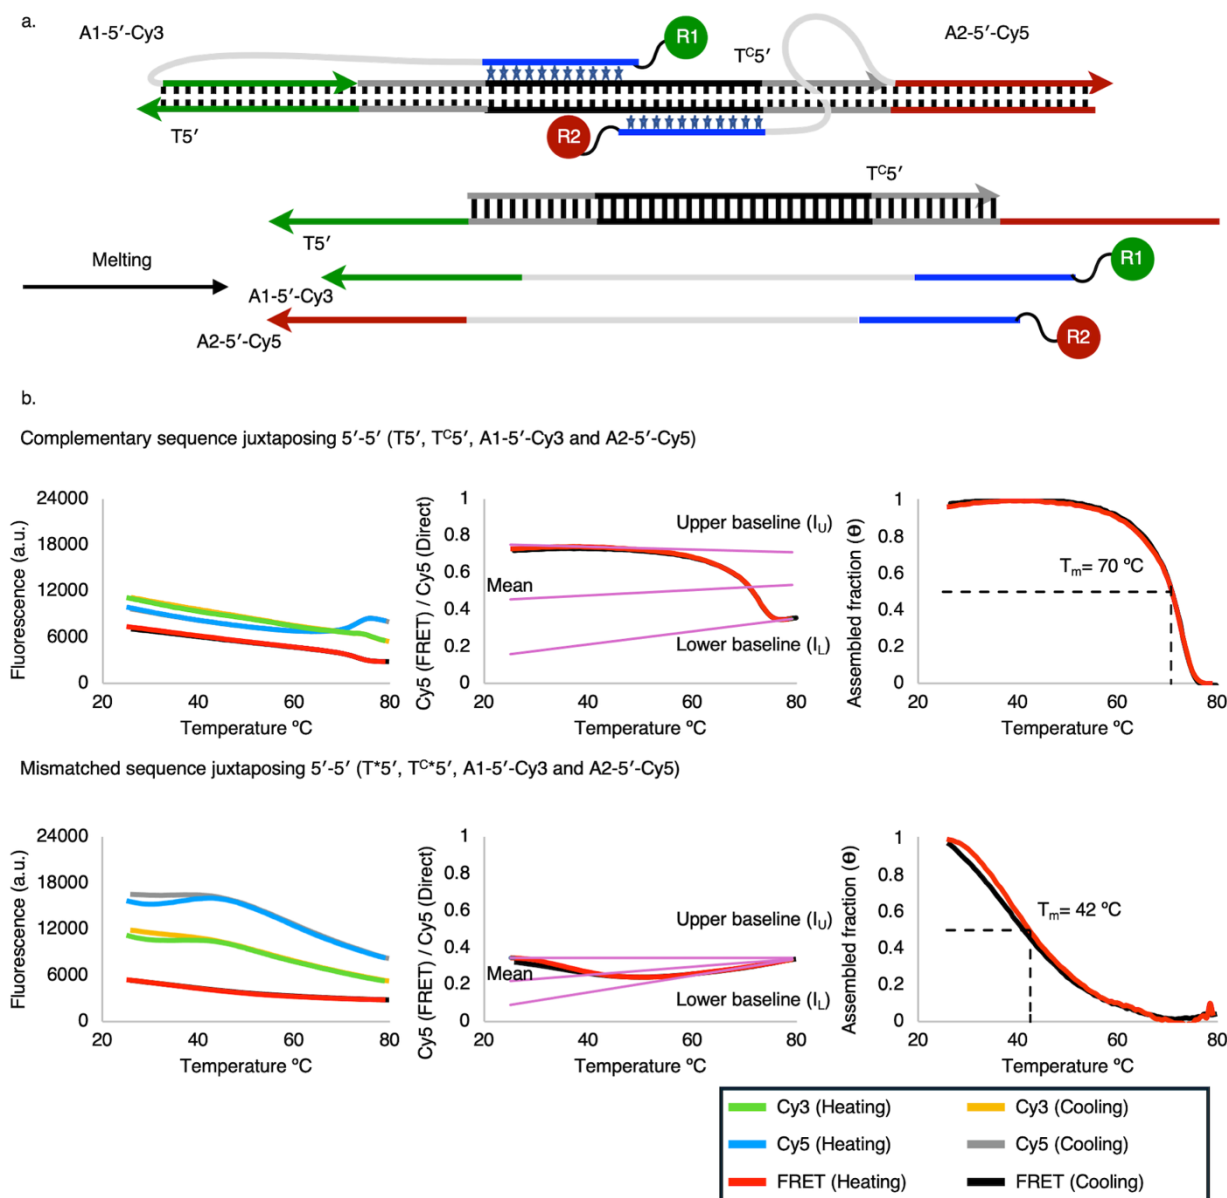 a.
A1-5′-Cy3
R1
TC5′
A2-5′-Cy5
T5′
R2
TC5′
T5′
Melting
A1-5′-Cy3
R1
A2-5′-Cy5
R2
b.
Complementary sequence juxtaposing 5′-5′ (T5′, TC5′, A1-5′-Cy3 and A2-5′-Cy5)
Fluorescence (a.u.)
24000
18000
12000
6000
0
20 40 60 80
Temperature ºC
Cy5 (FRET) / Cy5 (Direct)
1
0.8
0.6
0.4
0.2
0
Upper baseline (IU)
Mean
Lower baseline (IL)
20 40 60 80
Temperature ºC
Assembled fraction (Θ)
1
0.8
0.6
0.4
0.2
0
Tm= 70 ºC
20 40 60 80
Temperature ºC
Mismatched sequence juxtaposing 5′-5′ (T*5′, TC*5′, A1-5′-Cy3 and A2-5′-Cy5)
Fluorescence (a.u.)
24000
18000
12000
6000
0
20 40 60 80
Temperature ºC
Cy5 (FRET) / Cy5 (Direct)
1
0.8
0.6
0.4
0.2
0
Upper baseline (IU)
Mean
Lower baseline (IL)
20 40 60 80
Temperature ºC
Assembled fraction (Θ)
1
0.8
0.6
0.4
0.2
0
Tm= 42 ºC
20 40 60 80
Temperature ºC
Cy3 (Heating) Cy3 (Cooling)
Cy5 (Heating) Cy5 (Cooling)
FRET (Heating) FRET (Cooling)